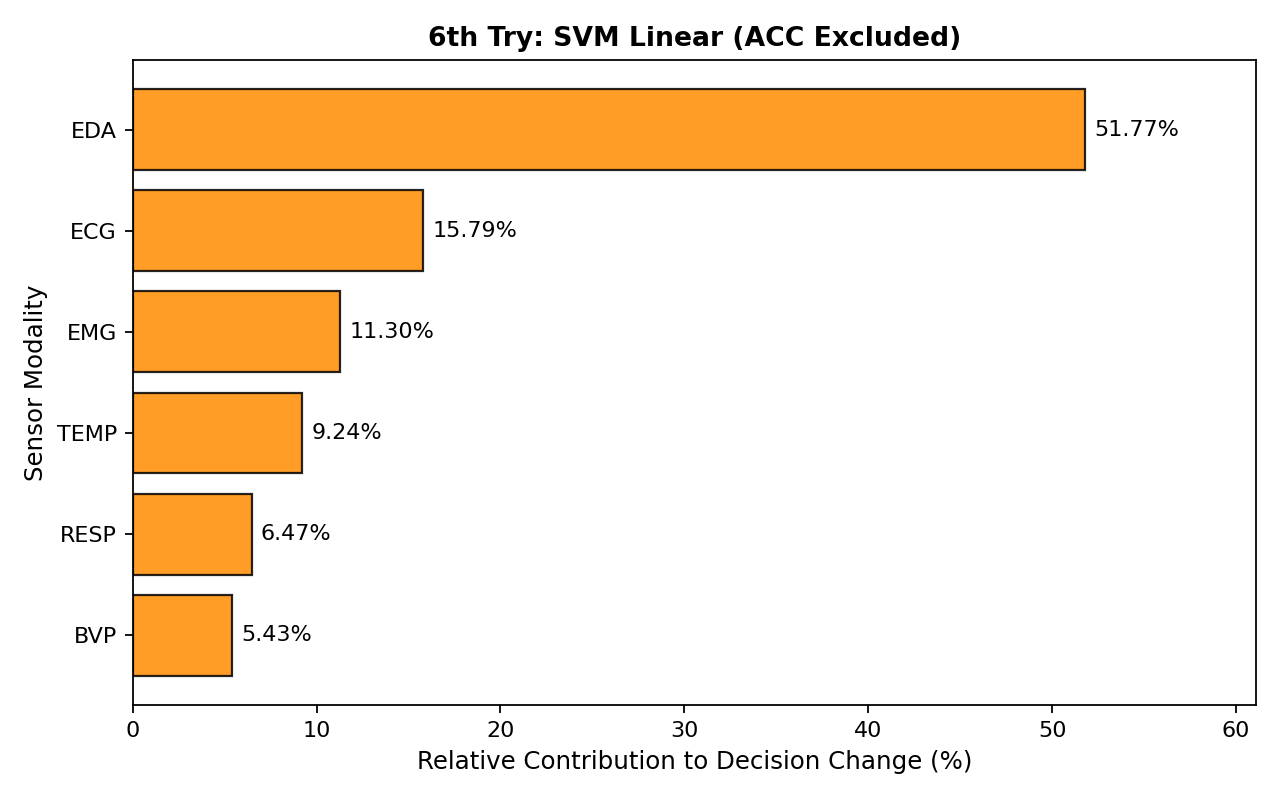 6th Try: SVM Linear (ACC Excluded)
Sensor Modality
EDA
51.77%
ECG
15.79%
EMG
11.30%
TEMP
9.24%
RESP
6.47%
BVP
5.43%
0 10 20 30 40 50 60
Relative Contribution to Decision Change (%)